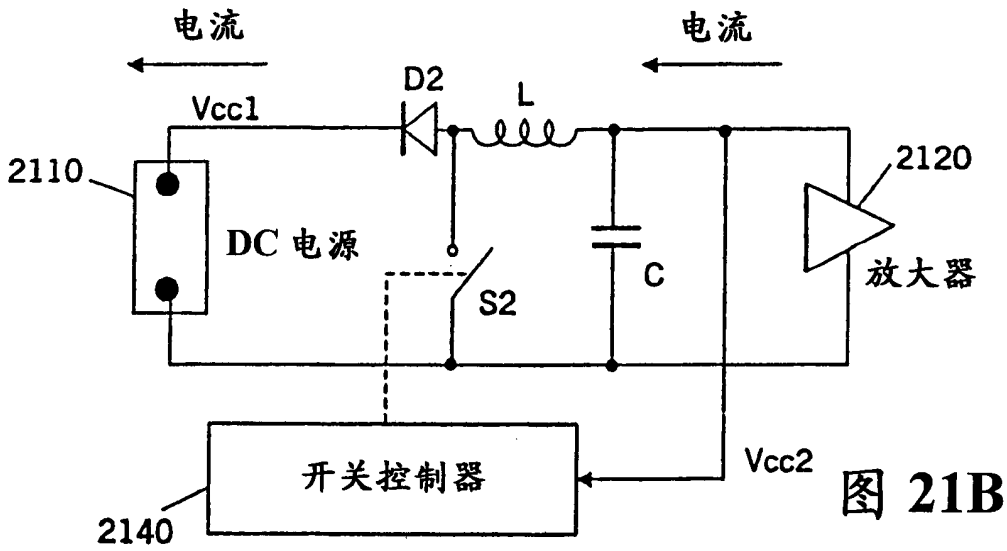 电流
电流
D2
L
Vcc1
2110
2120
DC 电源
C
放大器
S2
开关控制器
Vcc2
2140
图 21B